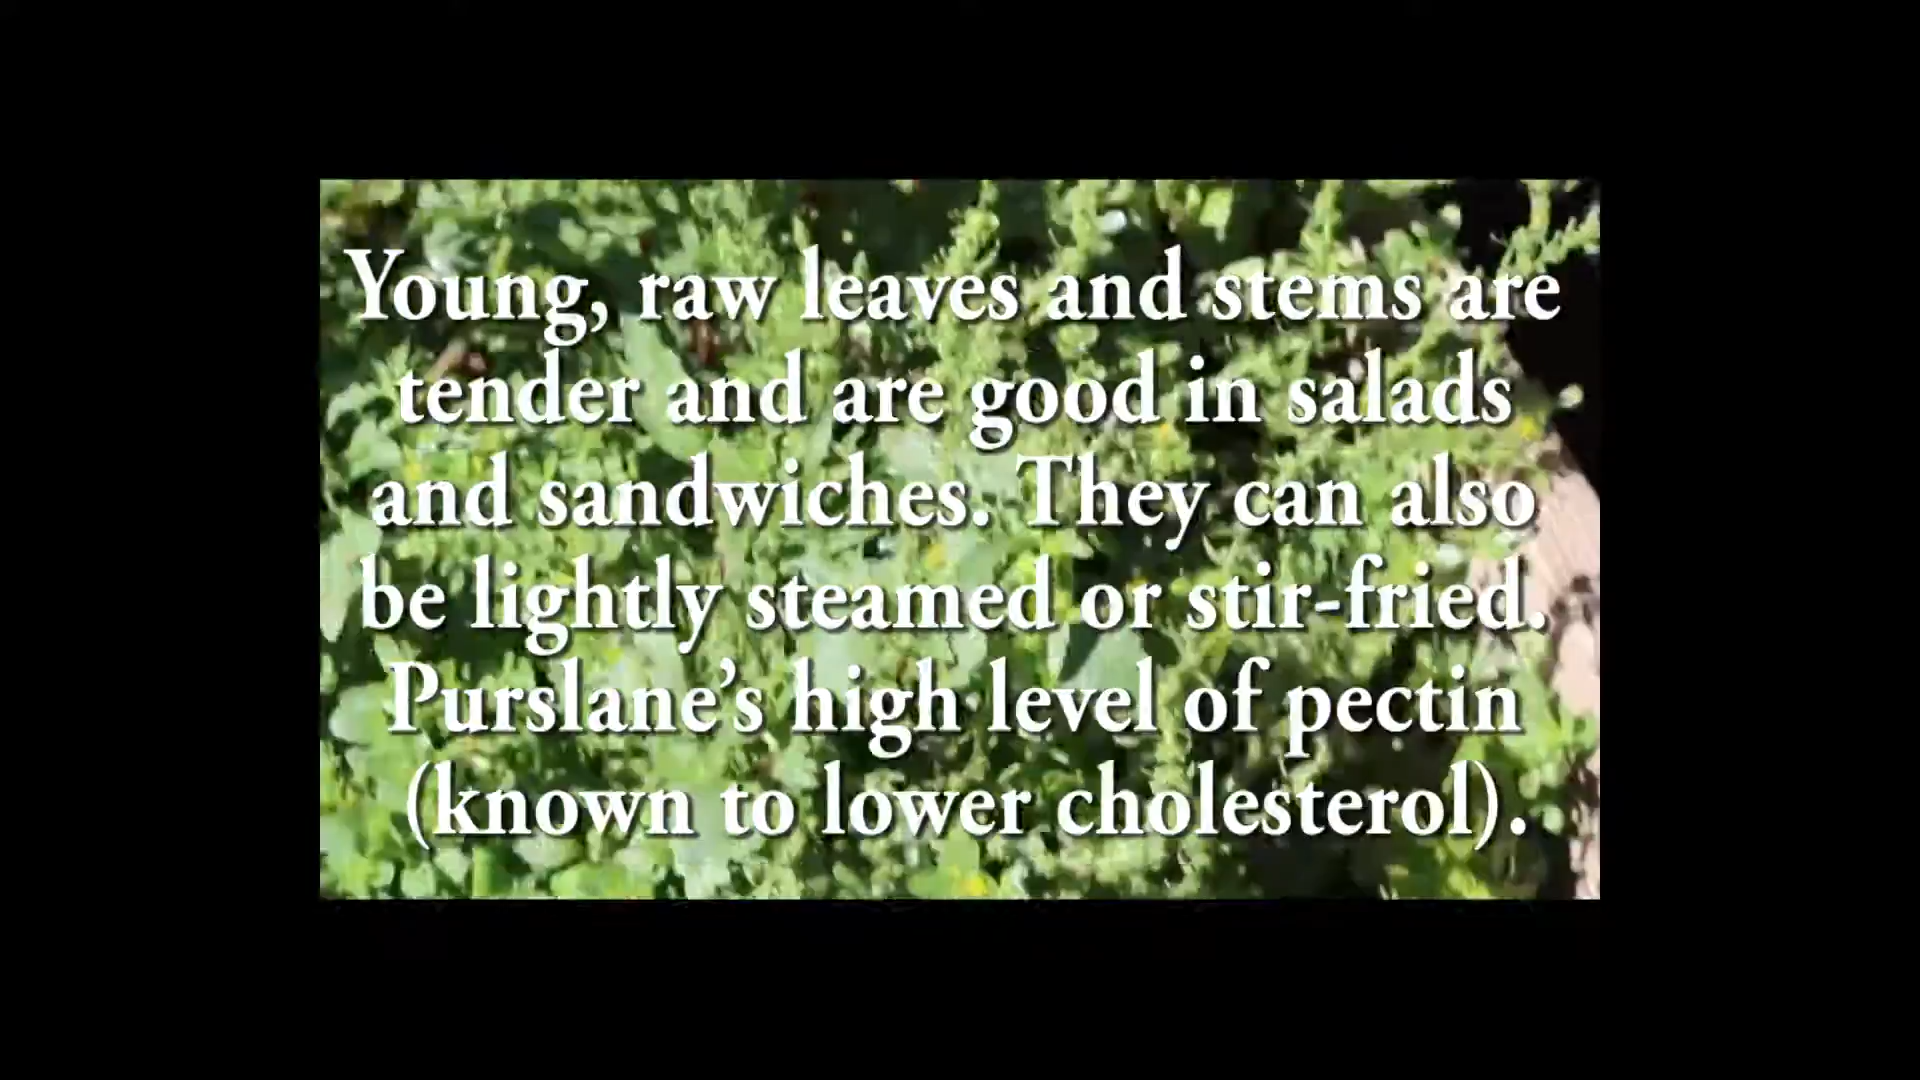 Young, raw leaves and stems are
tender and are good in salads
and sandwiches. They can also
be lightly steamed or stir-fried.
Purslane’s high level of pectin
(known to lower cholesterol).